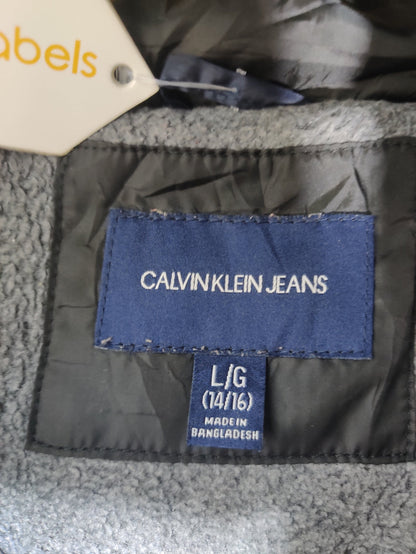 abels
CALVIN KLEIN JEANS
L/G
(14/16)
MADE IN
BANGLADESH